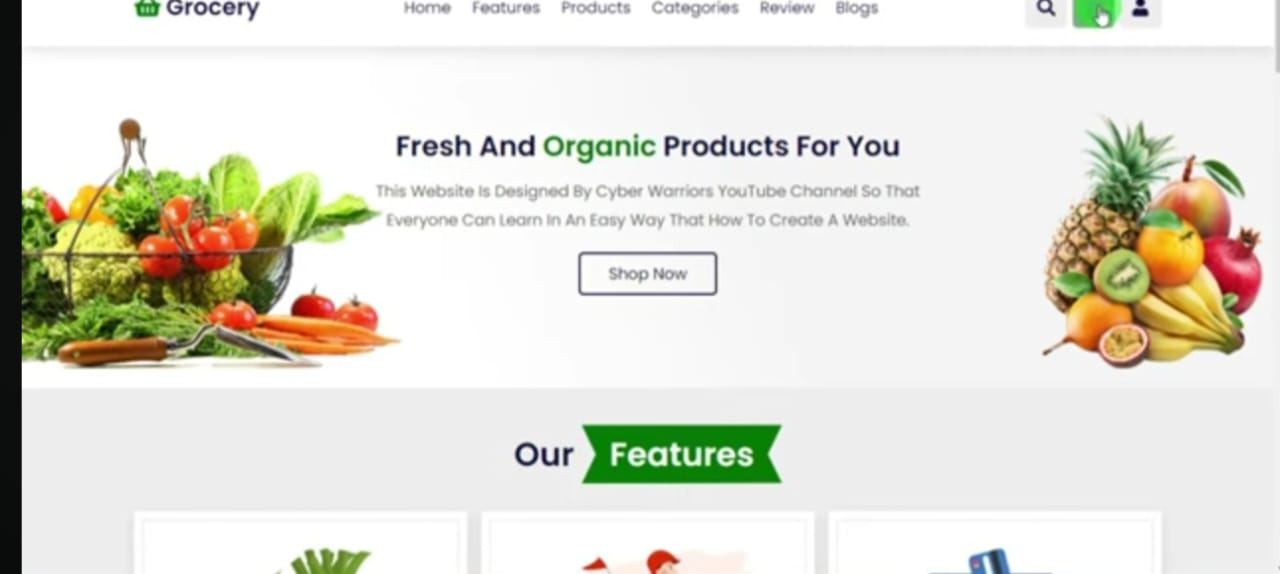 Grocery
Home Features Products Categories Review Blogs
Fresh And Organic Products For You
This Website Is Designed By Cyber Warriors YouTube Channel So That
Everyone Can Learn In An Easy Way That How To Create A Website.
Shop Now
Our Features